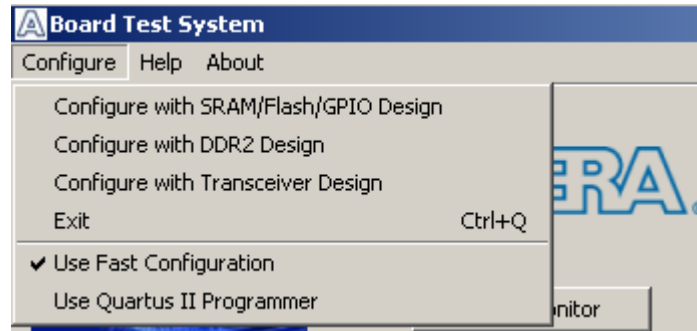 Board Test System
Configure Help About
Configure with SRAM/Flash/GPIO Design
Configure with DDR2 Design
Configure with Transceiver Design
Exit Ctrl+Q
Use Fast Configuration
Use Quartus II Programmer